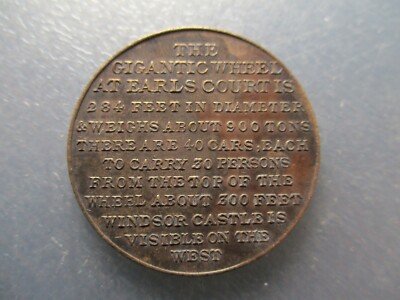 THE
GIGANTIC WHEEL
AT EARLS COURT IS
284 FEET IN DIAMETER
& WEIGHS ABOUT 900 TONS
THERE ARE 40 CARS, EACH
TO CARRY 30 PERSONS
FROM THE TOP OF THE
WHEEL ABOUT 300 FEET
WINDSOR CASTLE IS
VISIBLE ON THE
WEST